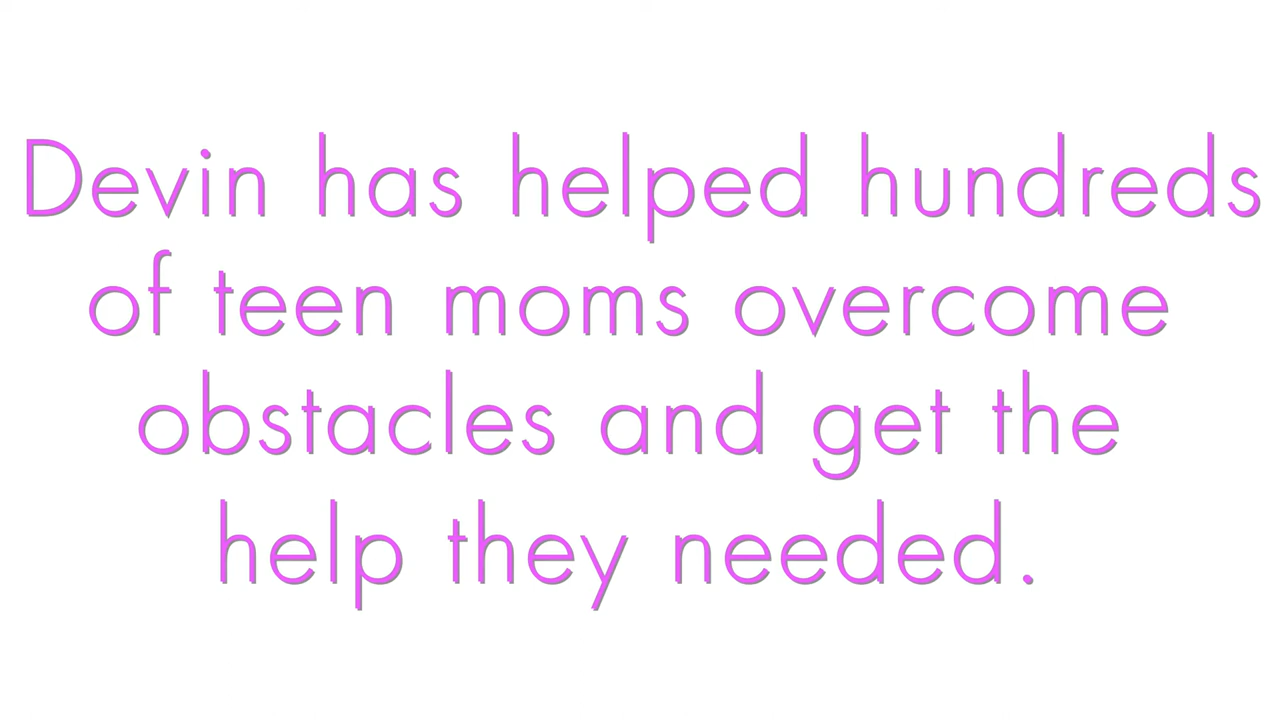 Devin has helped hundreds
of teen moms overcome
obstacles and get the
help they needed.